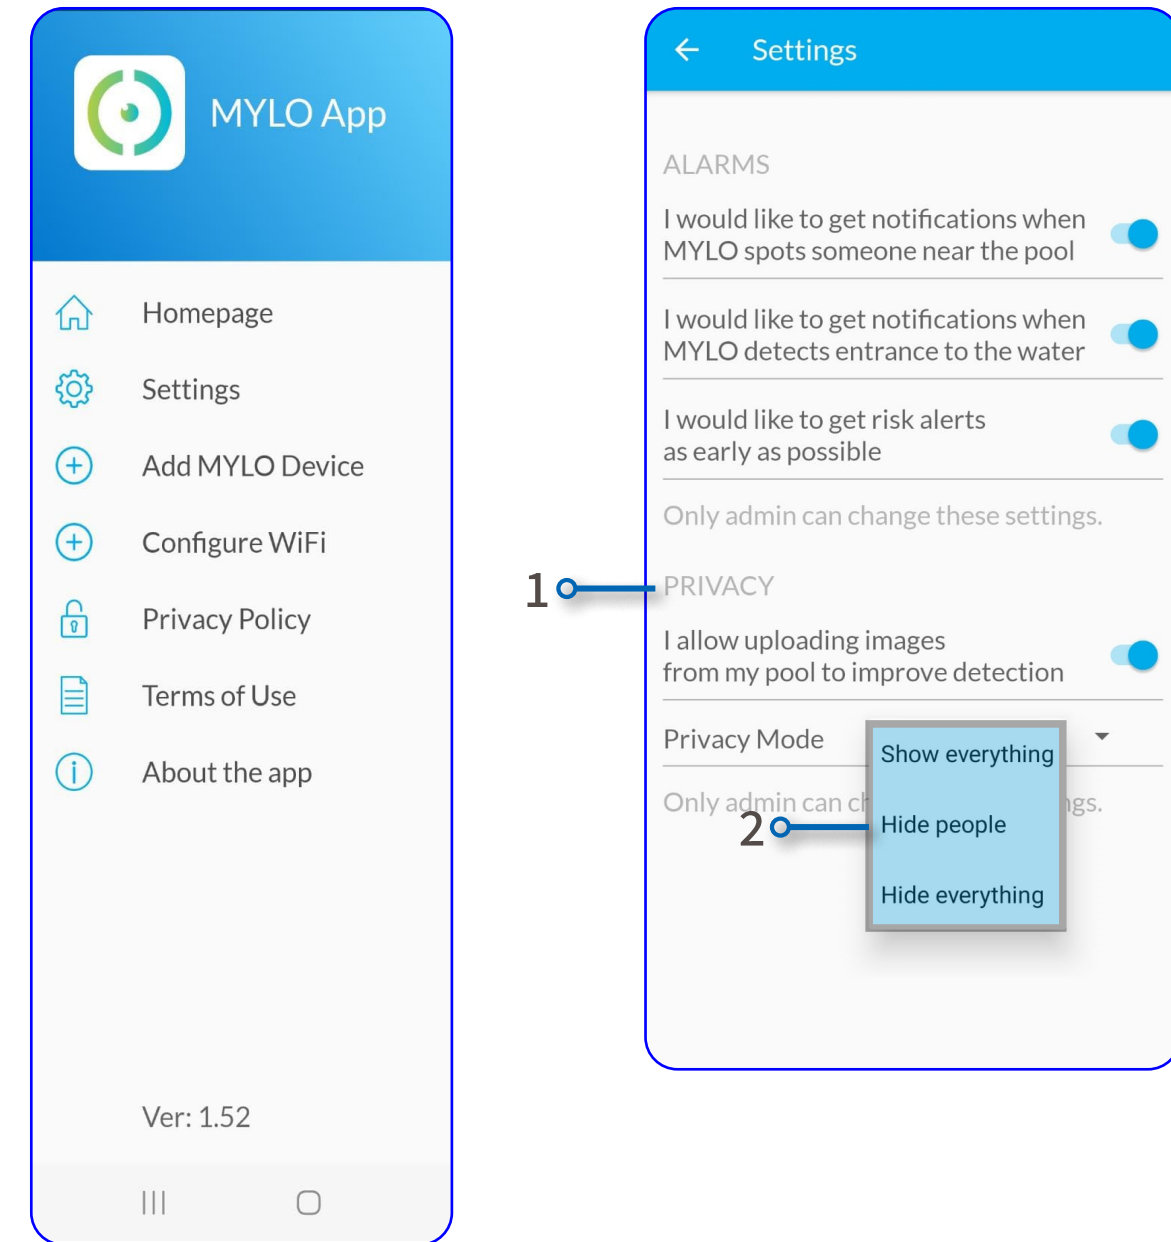 MYLO App
Homepage
Settings
Add MYLO Device
Configure WiFi
Privacy Policy
Terms of Use
About the app
Ver: 1.52
Settings
ALARMS
I would like to get notifications when
MYLO spots someone near the pool
I would like to get notifications when
MYLO detects entrance to the water
I would like to get risk alerts
as early as possible
Only admin can change these settings.
1
PRIVACY
I allow uploading images
from my pool to improve detection
Privacy Mode
Show everything
Only admin can
2
Hide people
Hide everything